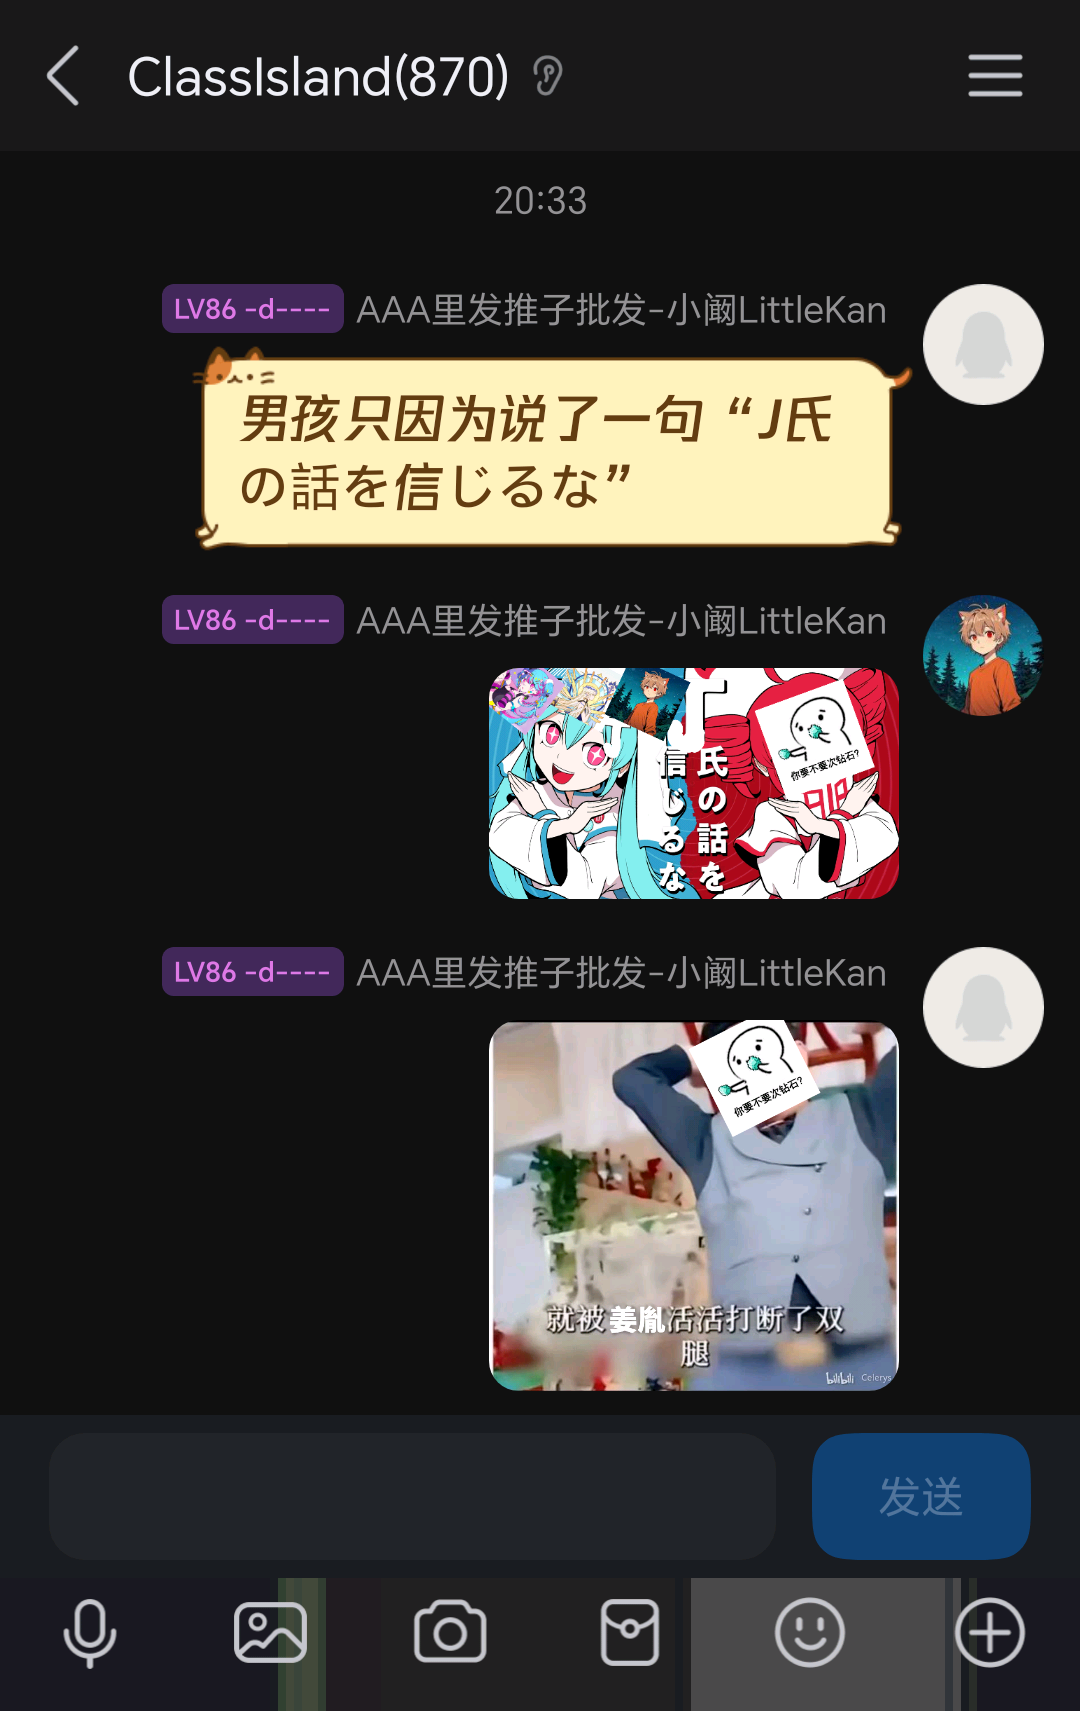 ClassIsland(870)
20:33
LV86 -d----
AAA里发推子批发-小阚LittleKan
男孩只因为说了一句“J氏
の話を信じるな”
LV86 -d----
AAA里发推子批发-小阚LittleKan
你要不要次钻石?
J氏の話を
信じるな
LV86 -d----
AAA里发推子批发-小阚LittleKan
你要不要次钻石?
就被姜胤活活打断了双
腿
bilibili Celerys
发送